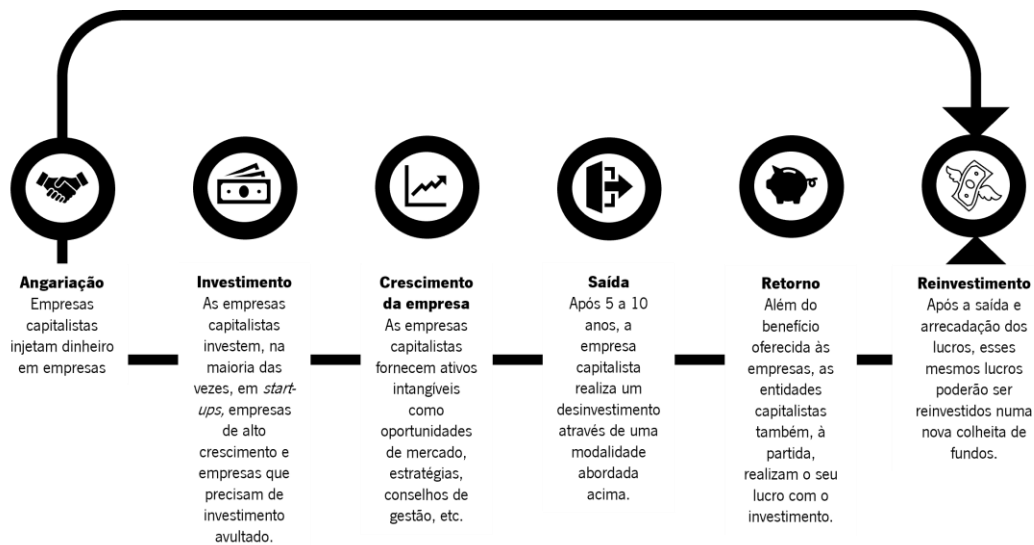 Angariação
Empresas
capitalistas
injetam dinheiro
em empresas
Investimento
As empresas
capitalistas
investem, na
maioria das
vezes, em start-
ups, empresas
de alto
crescimento e
empresas que
precisam de
investimento
avultado.
Crescimento
da empresa
As empresas
capitalistas
fornecem ativos
intangíveis
como
oportunidades
de mercado,
estratégias,
conselhos de
gestão, etc.
Saída
Após 5 a 10
anos, a
empresa
capitalista
realiza um
desinvestimento
através de uma
modalidade
abordada
acima.
Retorno
Além do
benefício
oferecida às
empresas, as
entidades
capitalistas
também, à
partida,
realizam o seu
lucro com o
investimento.
Reinvestimento
Após a saída e
arrecadação dos
lucros, esses
mesmos lucros
poderão ser
reinvestidos numa
nova colheita de
fundos.